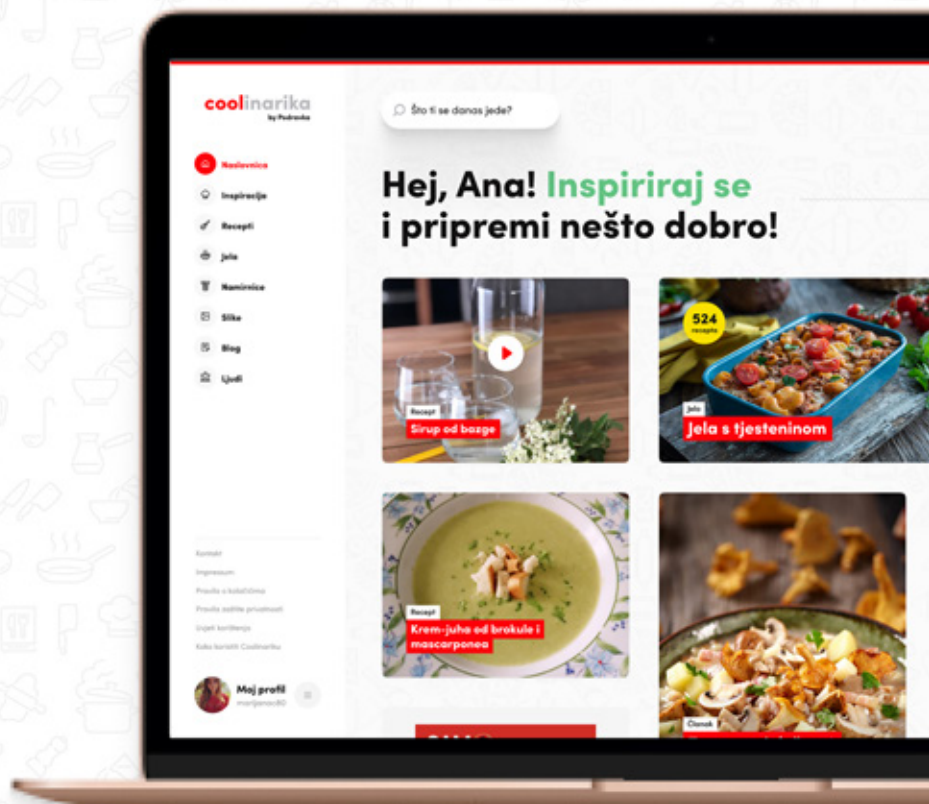 coolinarika
by Podravka
Naslovnica
Inspiracija
Recepti
Jela
Namirnice
Slike
Blog
Ljudi
Kontakt
Impressum
Pravila o kolačićima
Pravila zaštite privatnosti
Uvjeti korištenja
Kako koristiti Coolinariku
Moj profil
marijanac80
Što ti se danas jede?
Hej, Ana! Inspiriraj se
i pripremi nešto dobro!
Recept
Sirup od bazge
524
recepta
Jela
Jela s tjesteninom
Recept
Krem-juha od brokule i
mascarponea
Članak